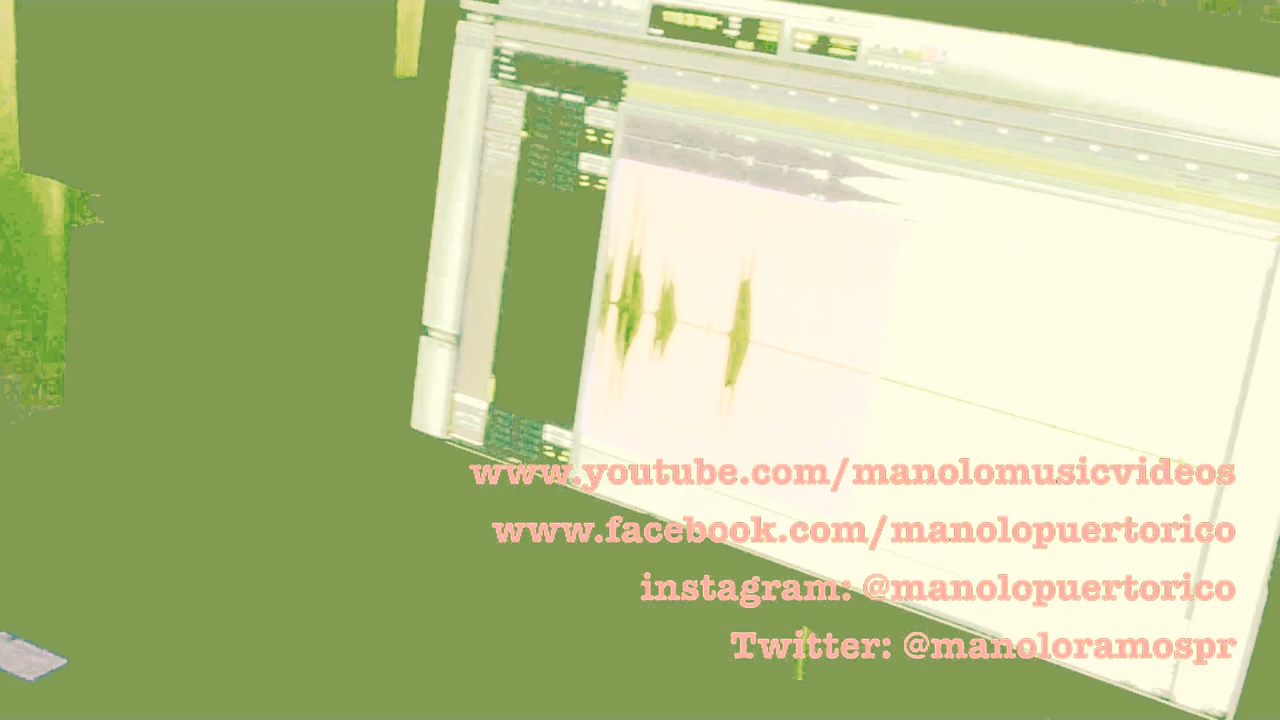 www.youtube.com/manolomusicvideos
www.facebook.com/manolopuertorico
instagram: @manolopuertorico
Twitter: @manoloramospr